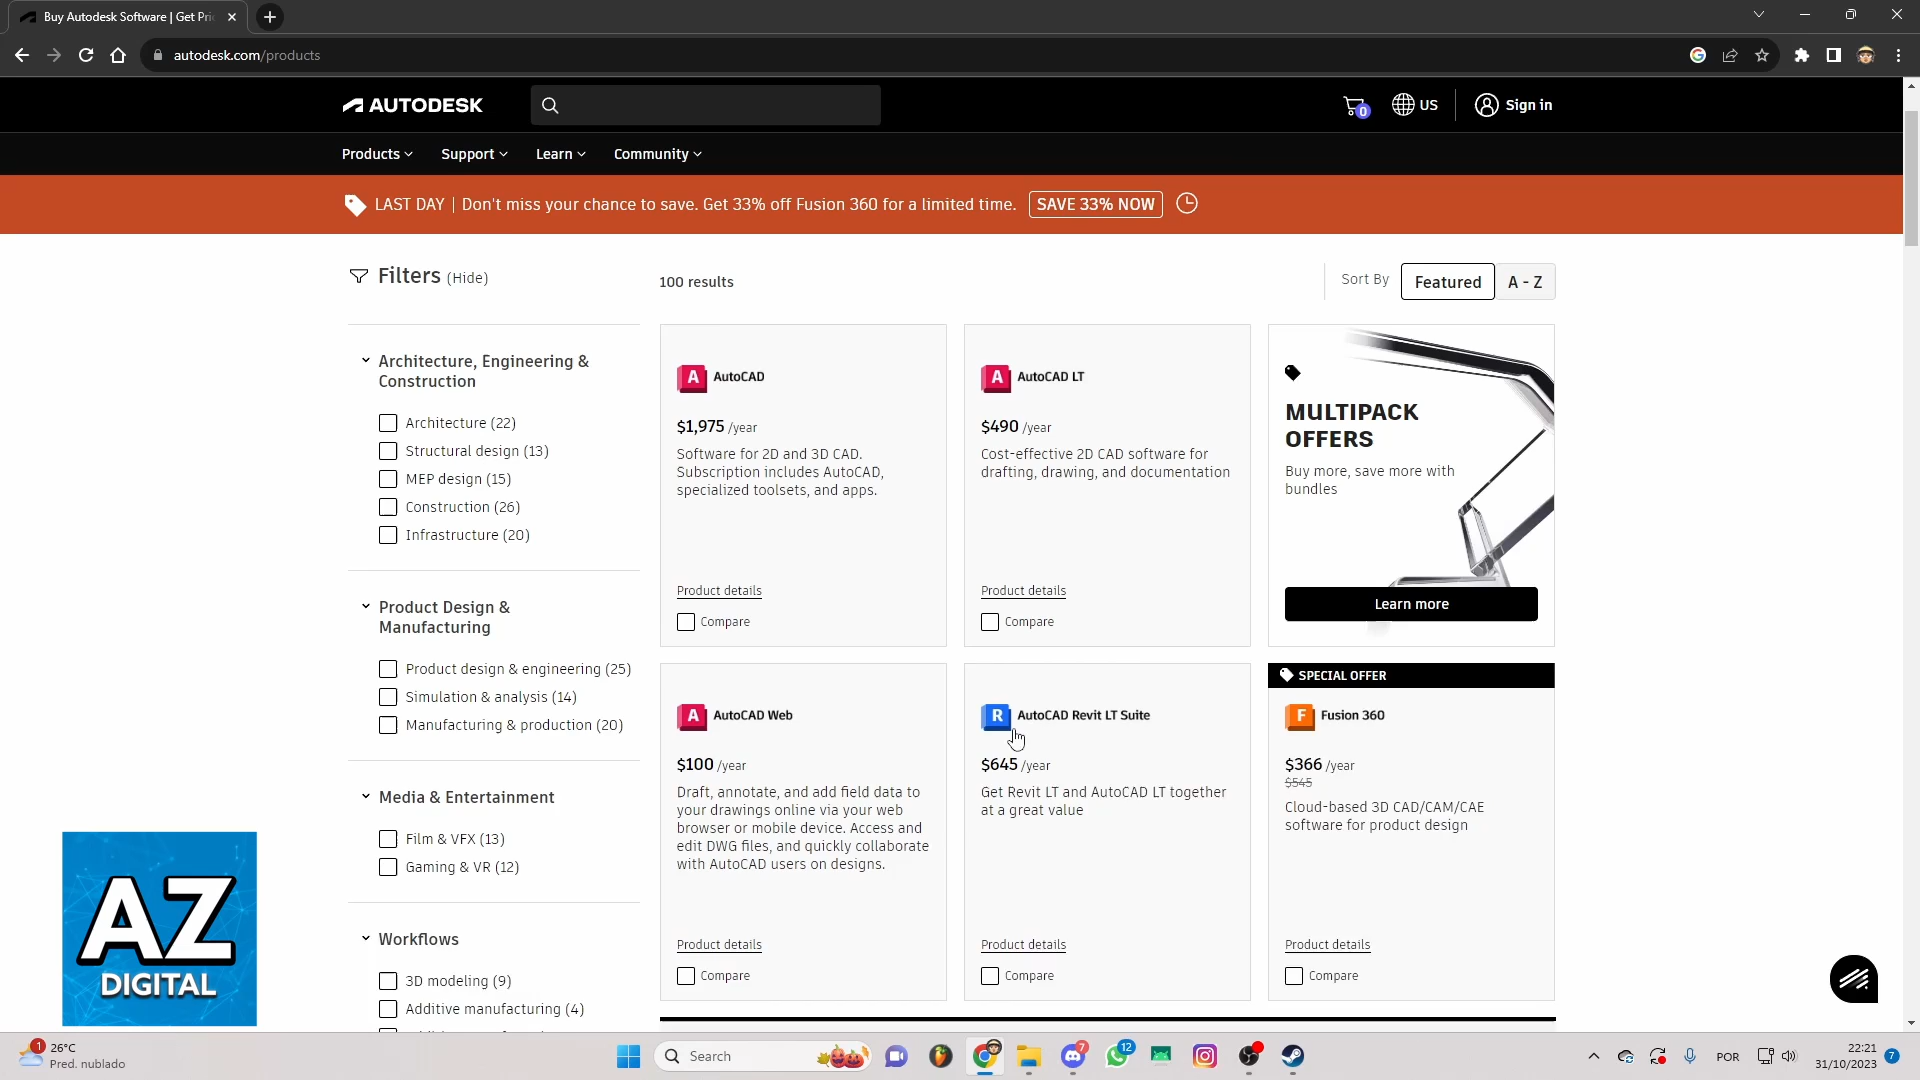 Buy Autodesk Software | Get Pri
autodesk.com/products
AUTODESK
0
US
Sign in
Products
Support
Learn
Community
LAST DAY | Don't miss your chance to save. Get 33% off Fusion 360 for a limited time.
SAVE 33% NOW
Filters (Hide)
100 results
Sort By
Featured
A - Z
Architecture, Engineering &
Construction
Architecture (22)
Structural design (13)
MEP design (15)
Construction (26)
Infrastructure (20)
Product Design &
Manufacturing
Product design & engineering (25)
Simulation & analysis (14)
Manufacturing & production (20)
Media & Entertainment
Film & VFX (13)
Gaming & VR (12)
Workflows
3D modeling (9)
Additive manufacturing (4)
A AutoCAD
$1,975 /year
Software for 2D and 3D CAD.
Subscription includes AutoCAD,
specialized toolsets, and apps.
Product details
Compare
A AutoCAD LT
$490 /year
Cost-effective 2D CAD software for
drafting, drawing, and documentation
Product details
Compare
MULTIPACK
OFFERS
Buy more, save more with
bundles
Learn more
A AutoCAD Web
$100 /year
Draft, annotate, and add field data to
your drawings online via your web
browser or mobile device. Access and
edit DWG files, and quickly collaborate
with AutoCAD users on designs.
Product details
Compare
R AutoCAD Revit LT Suite
$645 /year
Get Revit LT and AutoCAD LT together
at a great value
Product details
Compare
SPECIAL OFFER
F Fusion 360
$366 /year
$545
Cloud-based 3D CAD/CAM/CAE
software for product design
Product details
Compare
AZ
DIGITAL
1
26°C
Pred. nublado
Search
7
12
POR
22:21
31/10/2023
7